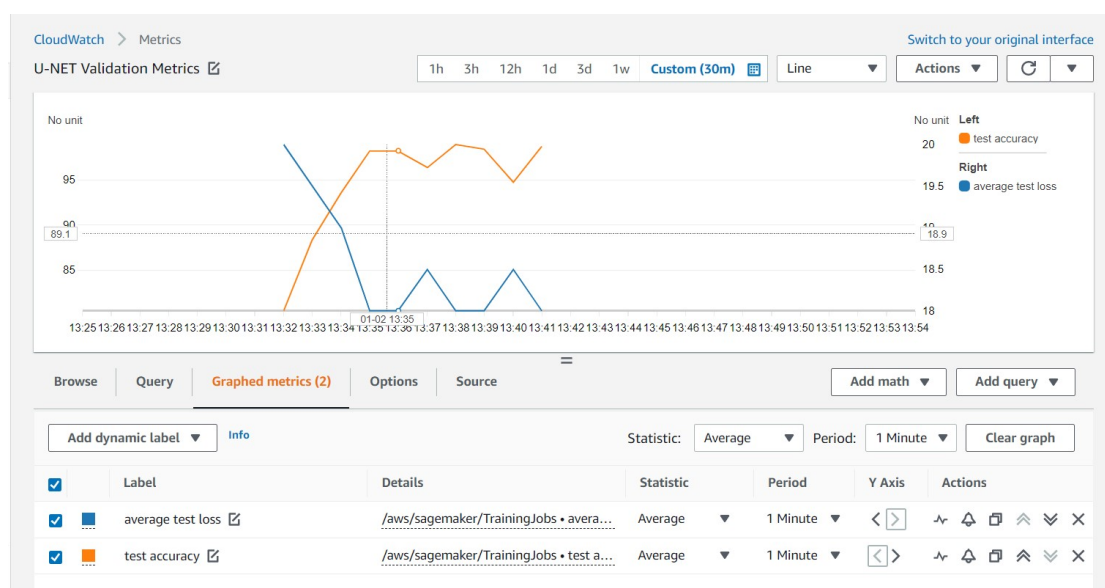 CloudWatch > Metrics
Switch to your original interface
U-NET Validation Metrics
1h 3h 12h 1d 3d 1w Custom (30m) Line Actions
No unit
No unit
Left
test accuracy
Right
average test loss
95
90
89.1
85
20
19.5
19
18.9
18.5
18
01-02 13:35
13:25 13:26 13:27 13:28 13:29 13:30 13:31 13:32 13:33 13:34 13:35 13:36 13:37 13:38 13:39 13:40 13:41 13:42 13:43 13:44 13:45 13:46 13:47 13:48 13:49 13:50 13:51 13:52 13:53 13:54
=
Browse Query Graphed metrics (2) Options Source Add math Add query
Add dynamic label Info Statistic: Average Period: 1 Minute Clear graph
Label Details Statistic Period Y Axis Actions
average test loss /aws/sagemaker/TrainingJobs • avera... Average 1 Minute < >
test accuracy /aws/sagemaker/TrainingJobs • test a... Average 1 Minute < >